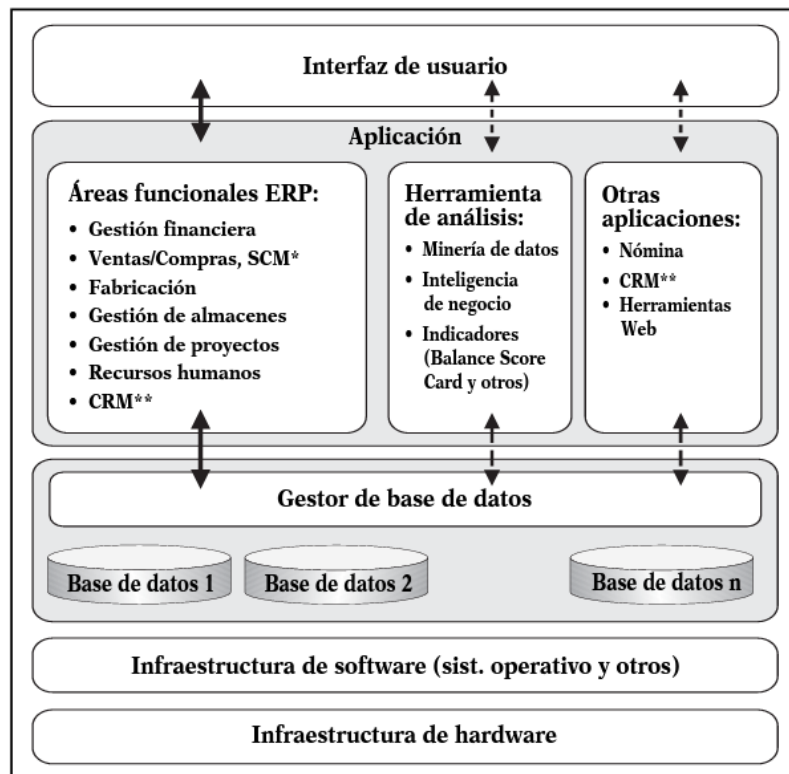 Interfaz de usuario
Aplicación
Áreas funcionales ERP:
• Gestión financiera
• Ventas/Compras, SCM*
• Fabricación
• Gestión de almacenes
• Gestión de proyectos
• Recursos humanos
• CRM**
Herramienta
de análisis:
• Minería de datos
• Inteligencia
de negocio
• Indicadores
(Balance Score
Card y otros)
Otras
aplicaciones:
• Nómina
• CRM**
• Herramientas
Web
Gestor de base de datos
Base de datos 1
Base de datos 2
Base de datos n
Infraestructura de software (sist. operativo y otros)
Infraestructura de hardware